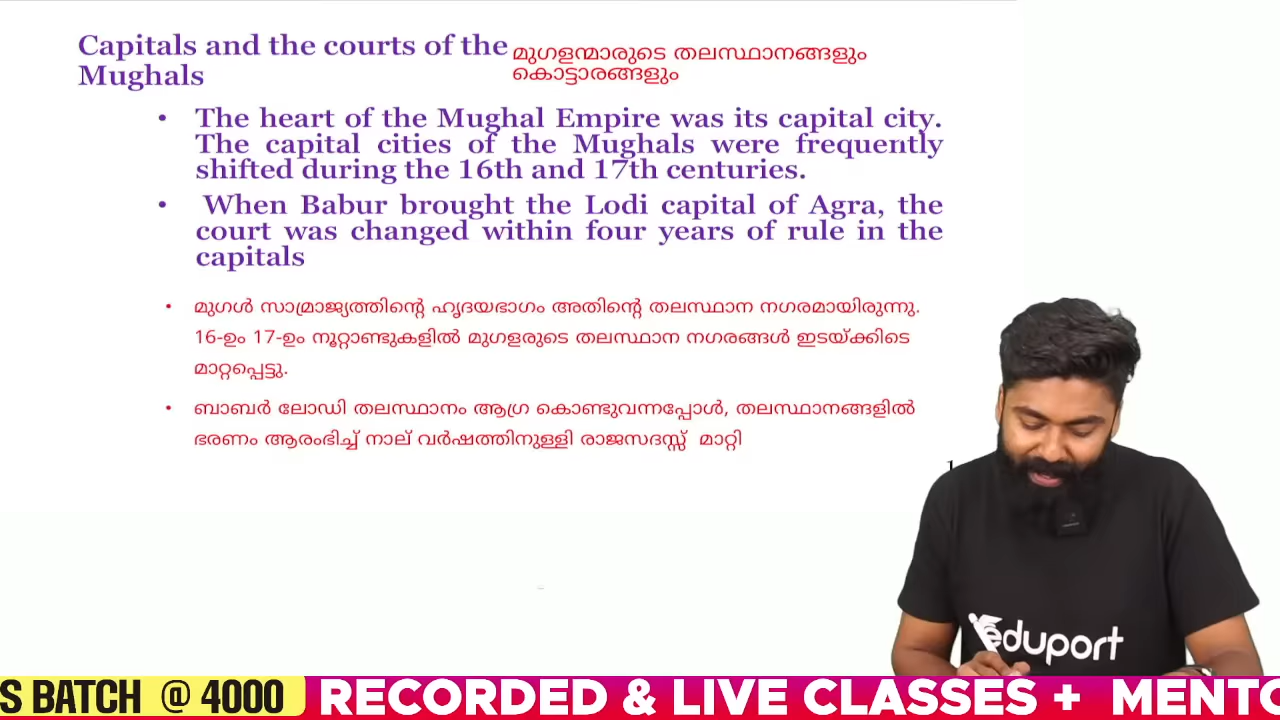 Capitals and the courts of the
Mughals
മുഗളന്മാരുടെ തലസ്ഥാനങ്ങളും
കൊട്ടാരങ്ങളും
• The heart of the Mughal Empire was its capital city.
The capital cities of the Mughals were frequently
shifted during the 16th and 17th centuries.
• When Babur brought the Lodi capital of Agra, the
court was changed within four years of rule in the
capitals
• മുഗൾ സാമ്രാജ്യത്തിന്റെ ഹൃദയഭാഗം അതിന്റെ തലസ്ഥാന നഗരമായിരുന്നു.
16-ഉം 17-ഉം നൂറ്റാണ്ടുകളിൽ മുഗളരുടെ തലസ്ഥാന നഗരങ്ങൾ ഇടയ്ക്കിടെ
മാറ്റപ്പെട്ടു.
• ബാബർ ലോഡി തലസ്ഥാനം ആഗ്ര കൊണ്ടുവന്നപ്പോൾ, തലസ്ഥാനങ്ങളിൽ
ഭരണം ആരംഭിച്ച് നാല് വർഷത്തിനുള്ളി രാജസദസ്സ് മാറ്റി
1
eduport
S BATCH @ 4000 RECORDED & LIVE CLASSES + MENTO